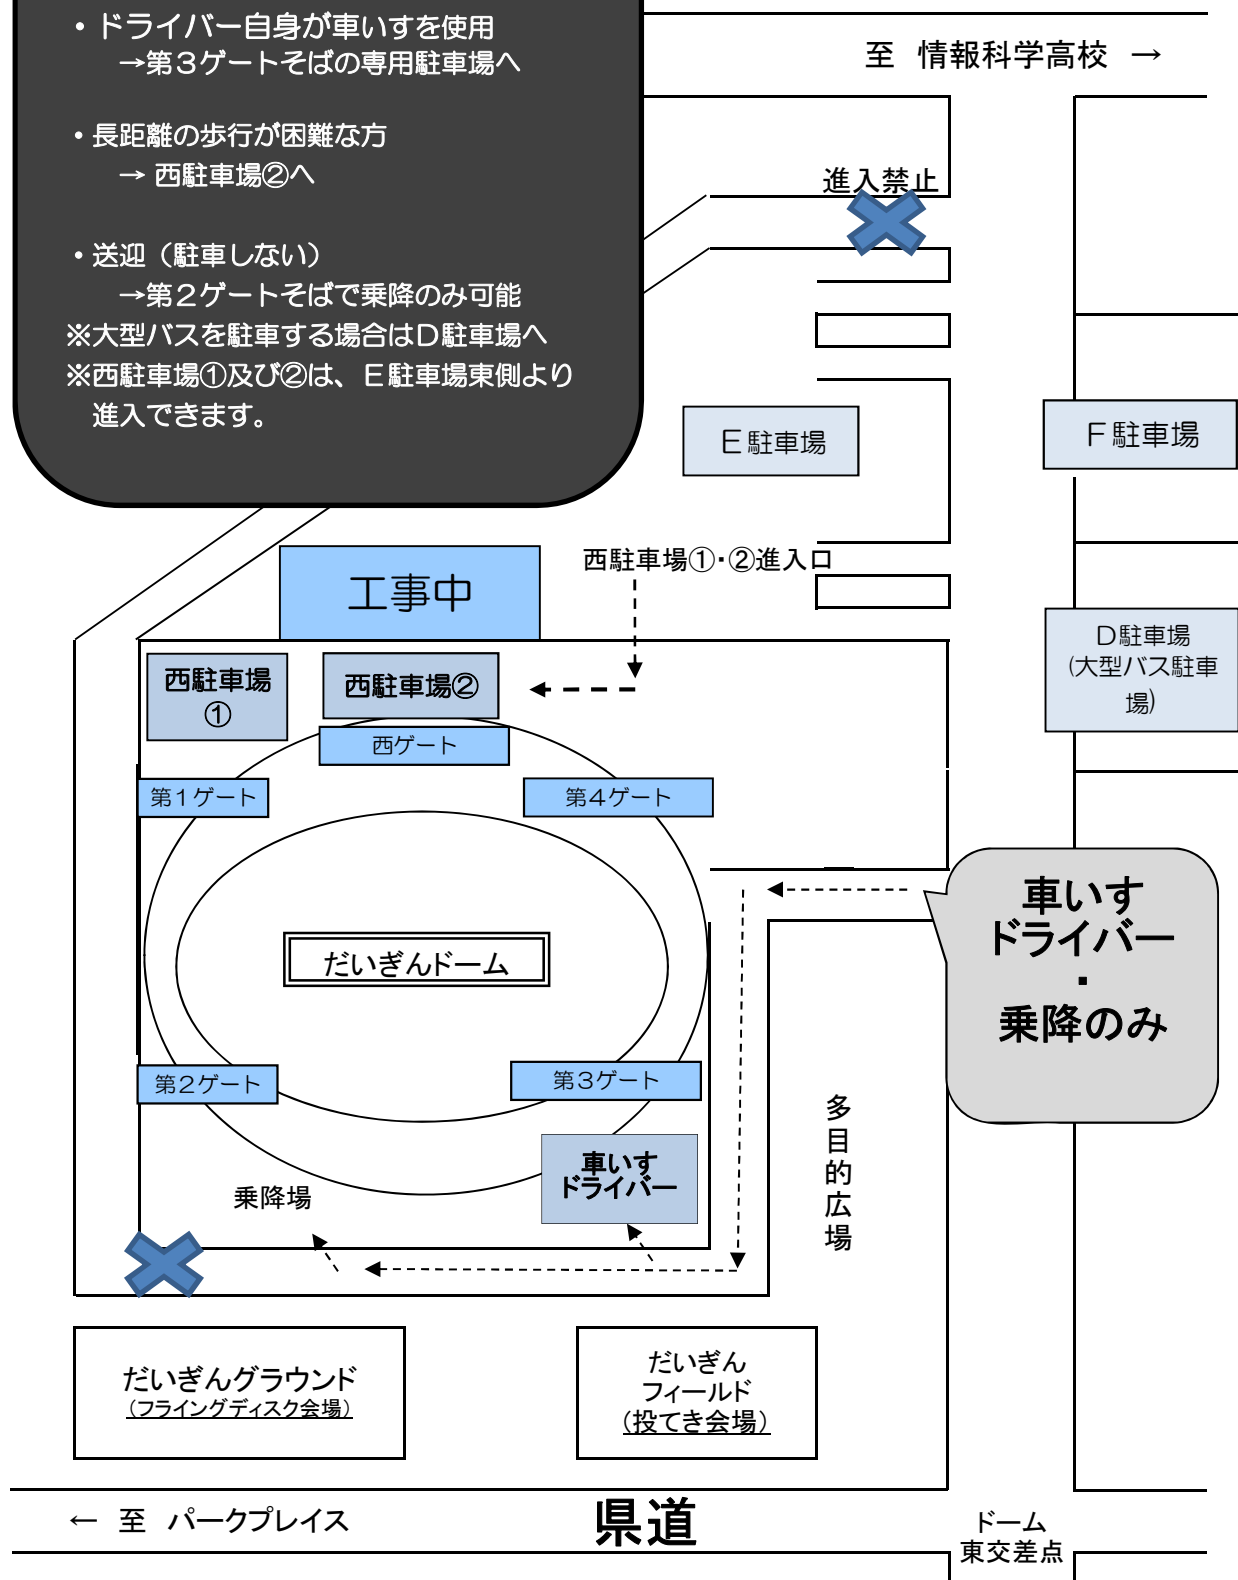 ・ドライバー自身が車いすを使用
→第３ゲートそばの専用駐車場へ
・長距離の歩行が困難な方
→ 西駐車場②へ
・送迎（駐車しない）
→第２ゲートそばで乗降のみ可能
※大型バスを駐車する場合はＤ駐車場へ
※西駐車場①及び②は、Ｅ駐車場東側より
進入できます。
至　情報科学高校　→
進入禁止
Ｅ駐車場
Ｆ駐車場
西駐車場①・②進入口
工事中
Ｄ駐車場
(大型バス駐車
場)
西駐車場
①
西駐車場②
西ゲート
第１ゲート
第４ゲート
車いす
ドライバー
・
乗降のみ
だいぎんドーム
第２ゲート
第３ゲート
多目的広場
車いす
ドライバー
乗降場
だいぎんグラウンド
（フライングディスク会場）
だいぎん
フィールド
（投てき会場）
←　至　パークプレイス
県道
ドーム
東交差点